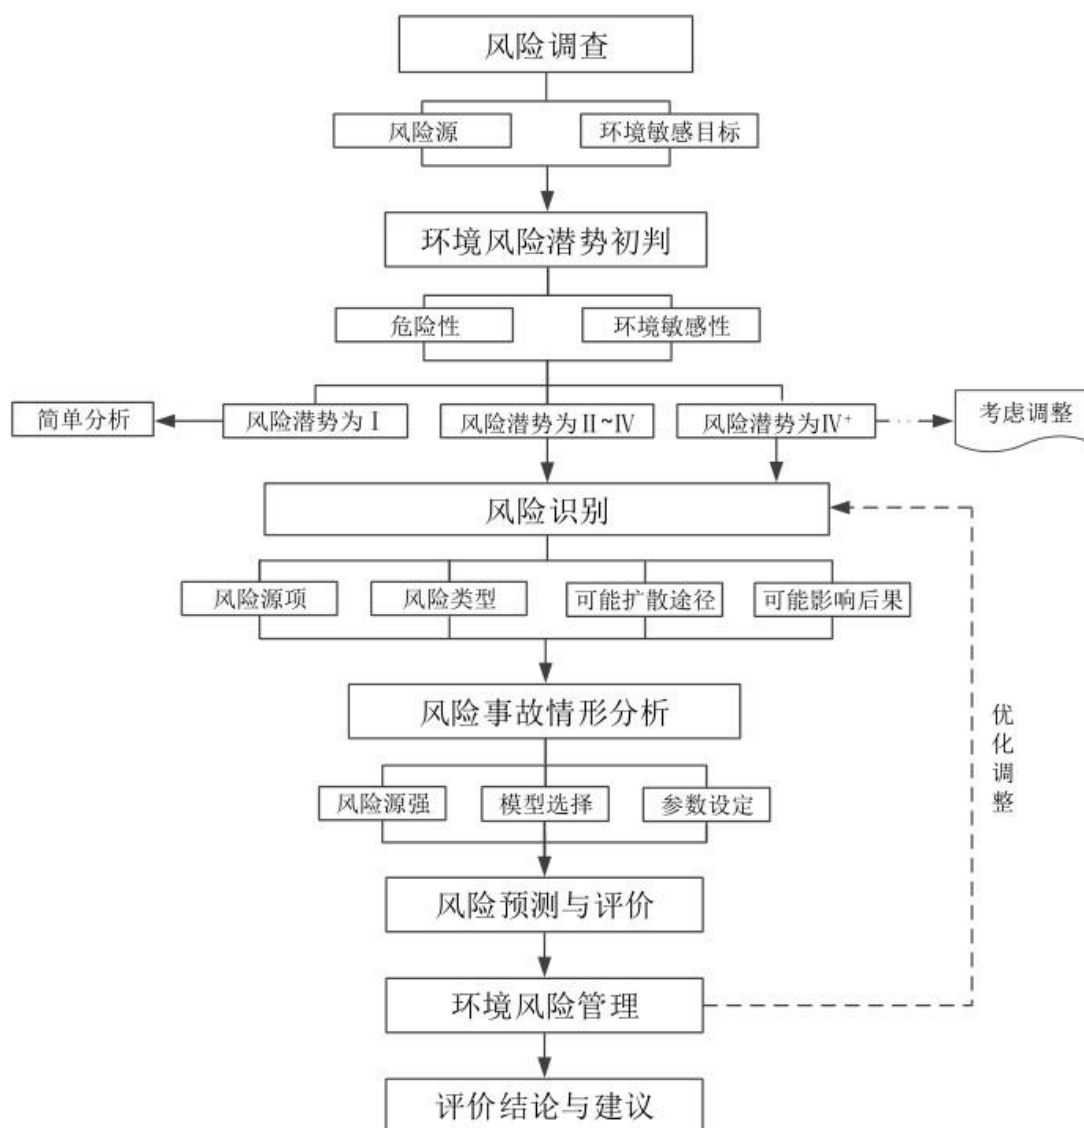 风险调查
风险源
环境敏感目标
环境风险潜势初判
危险性
环境敏感性
简单分析
风险潜势为Ⅰ
风险潜势为Ⅱ~Ⅳ
风险潜势为Ⅳ⁺
考虑调整
风险识别
风险源项
风险类型
可能扩散途径
可能影响后果
风险事故情形分析
优化调整
风险源强
模型选择
参数设定
风险预测与评价
环境风险管理
评价结论与建议